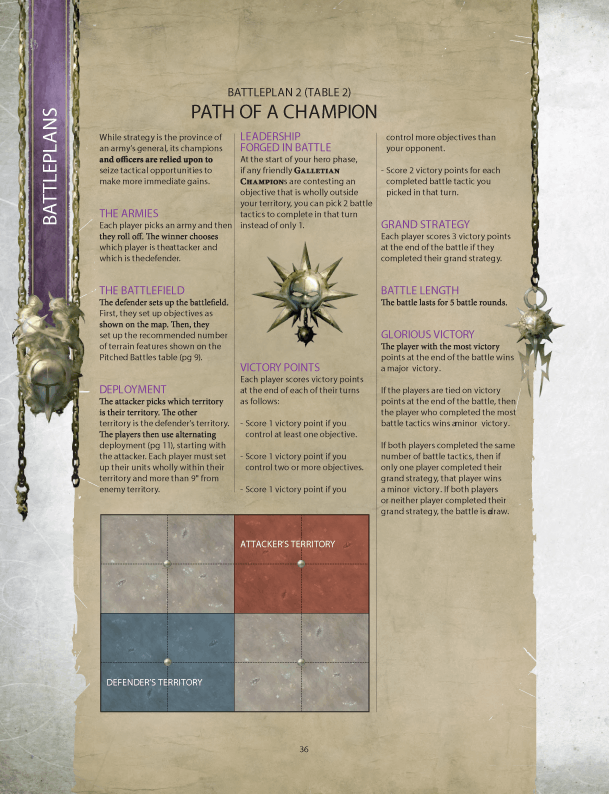 BATTLEPLANS
BATTLEPLAN 2 (TABLE 2)
PATH OF A CHAMPION
While strategy is the province of
an army's general, its champions
and officers are relied upon to
seize tactical opportunities to
make more immediate gains.
THE ARMIES
Each player picks an army and then
they roll off. The winner chooses
which player is theattacker and
which is thedefender.
THE BATTLEFIELD
The defender sets up the battlefield.
First, they set up objectives as
shown on the map. Then, they
set up the recommended number
of terrain features shown on the
Pitched Battles table (pg 9).
DEPLOYMENT
The attacker picks which territory
is their territory. The other
territory is the defender's territory.
The players then use alternating
deployment (pg 11), starting with
the attacker. Each player must set
up their units wholly within their
territory and more than 9" from
enemy territory.
LEADERSHIP
FORGED IN BATTLE
At the start of your hero phase,
if any friendly GALLETIAN
CHAMPIONS are contesting an
objective that is wholly outside
your territory, you can pick 2 battle
tactics to complete in that turn
instead of only 1.
VICTORY POINTS
Each player scores victory points
at the end of each of their turns
as follows:
- Score 1 victory point if you
control at least one objective.
- Score 1 victory point if you
control two or more objectives.
- Score 1 victory point if you
control more objectives than
your opponent.
- Score 2 victory points for each
completed battle tactic you
picked in that turn.
GRAND STRATEGY
Each player scores 3 victory points
at the end of the battle if they
completed their grand strategy.
BATTLE LENGTH
The battle lasts for 5 battle rounds.
GLORIOUS VICTORY
The player with the most victory
points at the end of the battle wins
a major victory.
If the players are tied on victory
points at the end of the battle, then
the player who completed the most
battle tactics wins aminor victory.
If both players completed the same
number of battle tactics, then if
only one player completed their
grand strategy, that player wins
a minor victory. If both players
or neither player completed their
grand strategy, the battle is adraw.
ATTACKER'S TERRITORY
DEFENDER'S TERRITORY
36